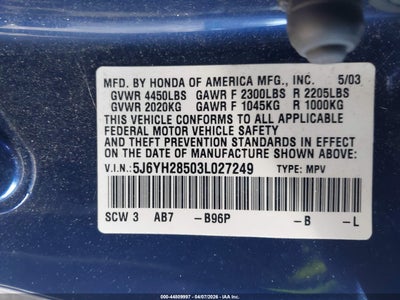 MFD. BY HONDA OF AMERICA MFG., INC. 5/03
GVWR 4450LBS GAWR F 2300LBS R 2205LBS
GVWR 2020KG GAWR F 1045KG R 1000KG
THIS VEHICLE CONFORMS TO ALL APPLICABLE
FEDERAL MOTOR VEHICLE SAFETY
AND THEFT PREVENTION STANDARDS IN EFFECT ON
THE DATE OF MANUFACTURE SHOWN ABOVE.
V.I.N.:5J6YH28503L027249 TYPE: MPV
SCW 3 AB7 -B96P -B -L
000-44809997 - 04/07/2026 - IAA, Inc.